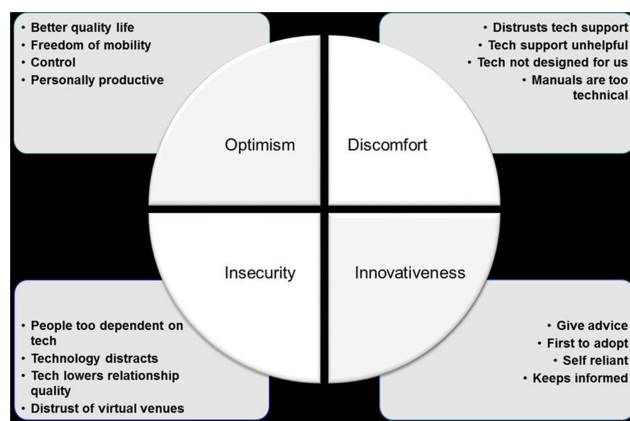 • Better quality life
• Freedom of mobility
• Control
• Personally productive
• Distrusts tech support
• Tech support unhelpful
• Tech not designed for us
• Manuals are too
technical
Optimism
Discomfort
Insecurity
Innovativeness
• People too dependent on
tech
• Technology distracts
• Tech lowers relationship
quality
• Distrust of virtual venues
• Give advice
• First to adopt
• Self reliant
• Keeps informed